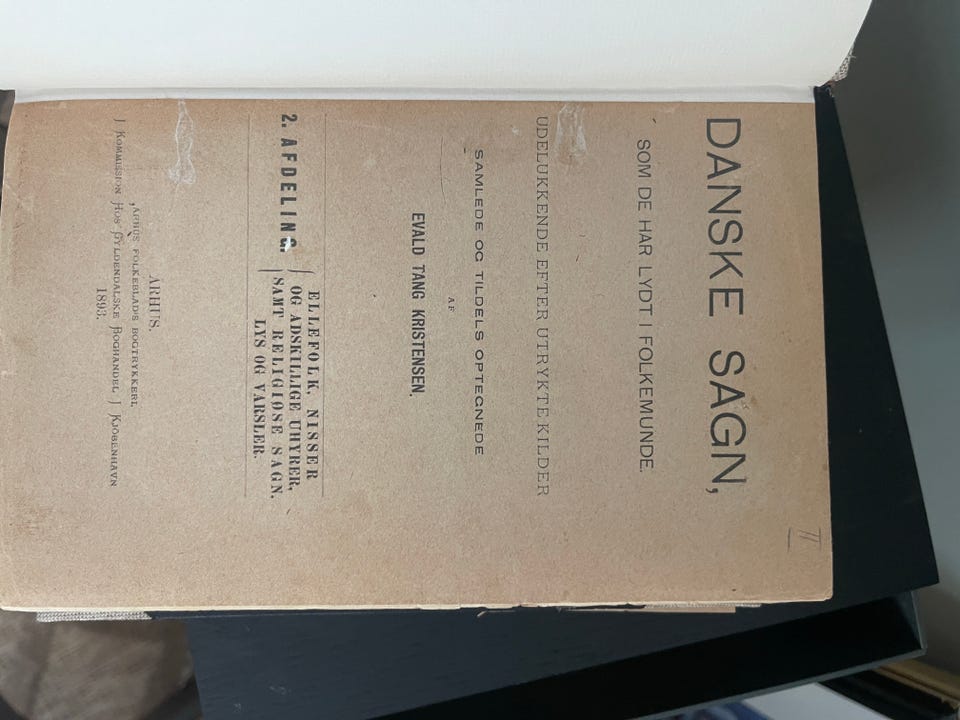 DANSKE SAGN,
SOM DE HAR LYDT I FOLKEMUNDE.
UDELUKKENDE EFTER UTRYKTE KILDER
SAMLEDE OG TILDELS OPTEGNEDE
AF
EVALD TANG KRISTENSEN.
2. AFDELING.
ELLEFOLK, NISSER
OG ADSKILLIGE UHYRER,
SAMT RELIGIØSE SAGN.
LYS OG VARSLER.
ÅRHUS.
ÅRHUS FOLKEBLADS BOGTRYKKERI.
I KOMMISSION HOS GYLDENDALSKE BOGHANDEL I KJØBENHAVN
1893.
II